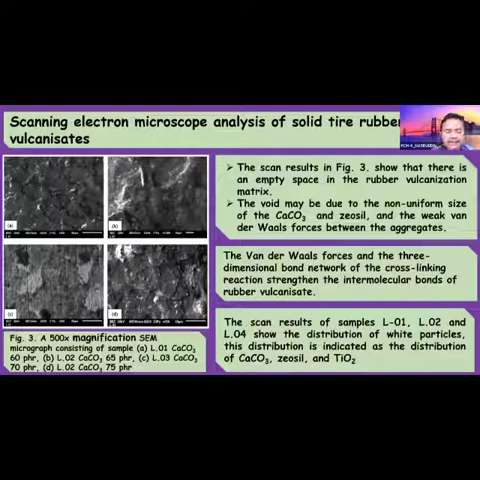 Scanning electron microscope analysis of solid tire rubber
vulcanisates
(a)
(b)
(c)
(d)
Fig. 3. A 500x magnification SEM
micrograph consisting of sample (a) L.01 CaCO3
60 phr, (b) L.02 CaCO3 65 phr, (c) L.03 CaCO3
70 phr, (d) L.02 CaCO3 75 phr
➢ The scan results in Fig. 3. show that there is
an empty space in the rubber vulcanization
matrix.
➢ The void may be due to the non-uniform size
of the CaCO3 and zeosil, and the weak van
der Waals forces between the aggregates.
The Van der Waals forces and the three-
dimensional bond network of the cross-linking
reaction strengthen the intermolecular bonds of
rubber vulcanisate.
The scan results of samples L-01, L.02 and
L.04 show the distribution of white particles,
this distribution is indicated as the distribution
of CaCO3, zeosil, and TiO2